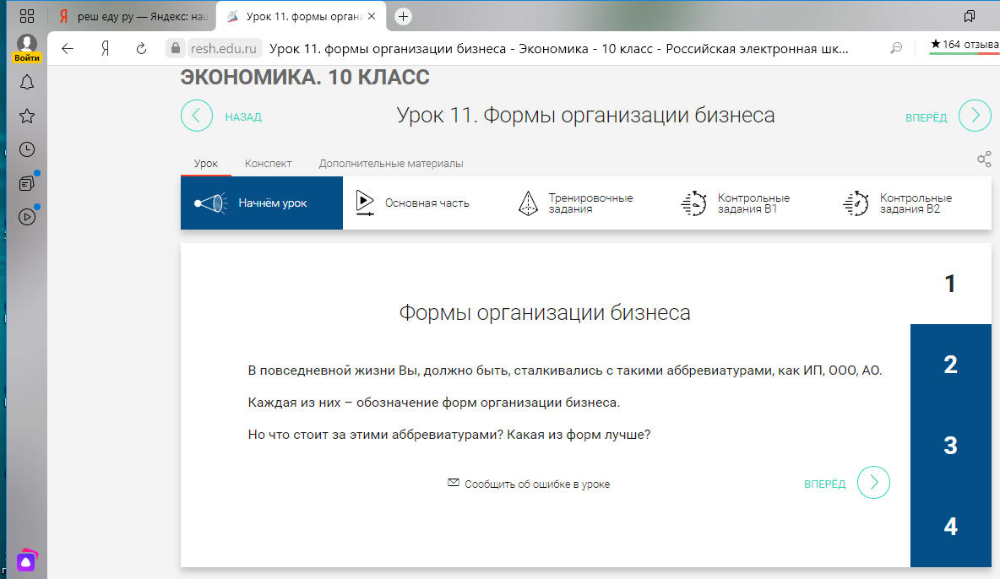 реш еду ру — Яндекс: наш
Урок 11. формы органи
Войти
resh.edu.ru
Урок 11. формы организации бизнеса - Экономика - 10 класс - Российская электронная шк...
164 отзыва
ЭКОНОМИКА. 10 КЛАСС
НАЗАД
Урок 11. Формы организации бизнеса
ВПЕРЁД
Урок Конспект Дополнительные материалы
Начнём урок
Основная часть
Тренировочные
задания
Контрольные
задания В1
Контрольные
задания В2
1
Формы организации бизнеса
2
В повседневной жизни Вы, должно быть, сталкивались с такими аббревиатурами, как ИП, ООО, АО.
Каждая из них – обозначение форм организации бизнеса.
Но что стоит за этими аббревиатурами? Какая из форм лучше?
3
Сообщить об ошибке в уроке
ВПЕРЁД
4